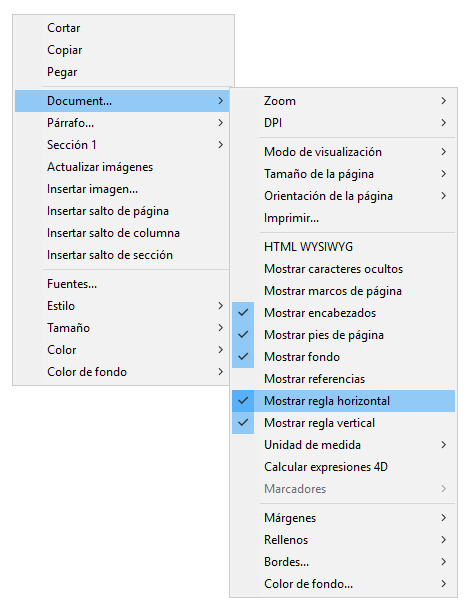 Cortar
Copiar
Pegar
Document...
Párrafo...
Sección 1
Actualizar imágenes
Insertar imagen...
Insertar salto de página
Insertar salto de columna
Insertar salto de sección
Fuentes...
Estilo
Tamaño
Color
Color de fondo
Zoom
DPI
Modo de visualización
Tamaño de la página
Orientación de la página
Imprimir...
HTML WYSIWYG
Mostrar caracteres ocultos
Mostrar marcos de página
Mostrar encabezados
Mostrar pies de página
Mostrar fondo
Mostrar referencias
Mostrar regla horizontal
Mostrar regla vertical
Unidad de medida
Calcular expresiones 4D
Marcadores
Márgenes
Rellenos
Bordes...
Color de fondo...